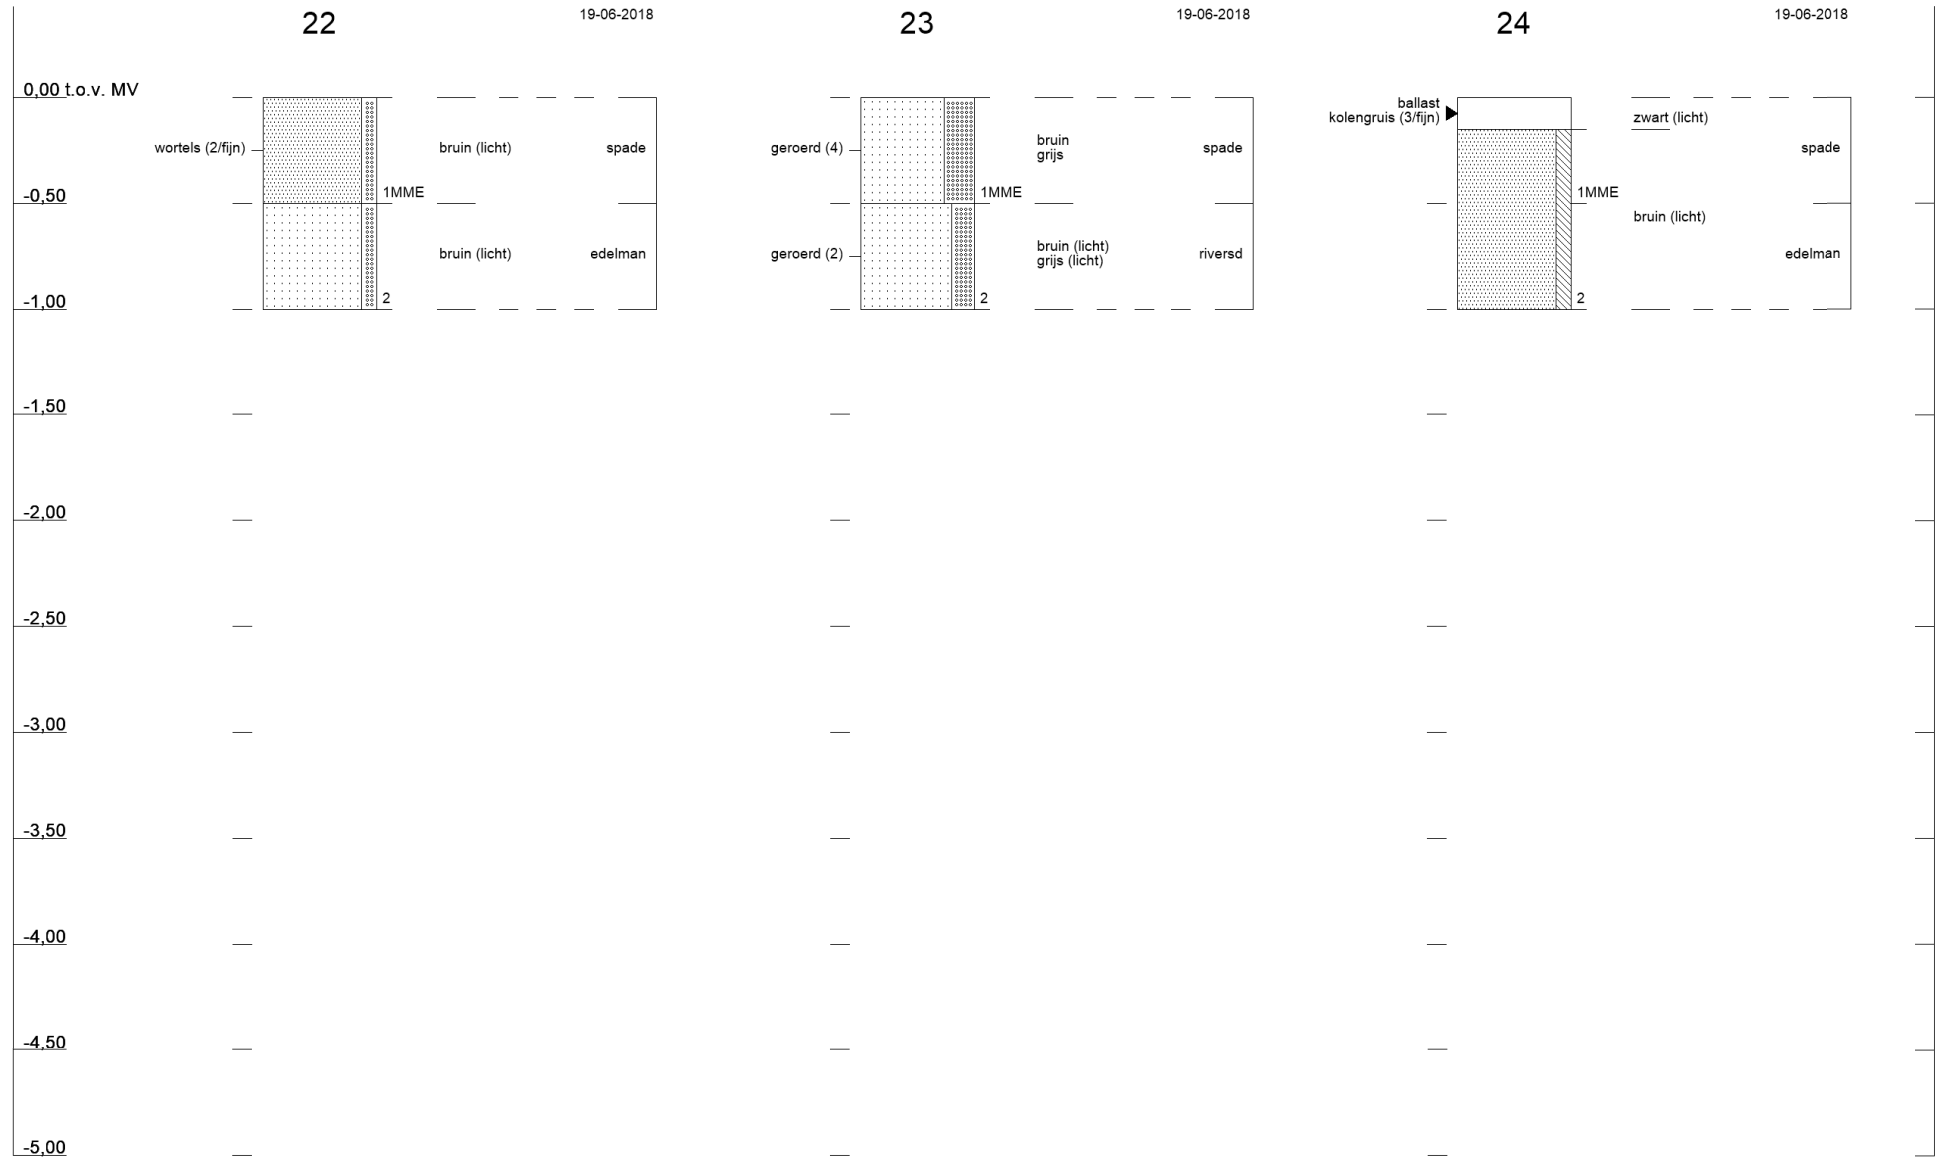 22
19-06-2018
23
19-06-2018
24
19-06-2018
0,00 t.o.v. MV
wortels (2/fijn)
bruin (licht)
spade
1MME
bruin (licht)
edelman
2
geroerd (4)
bruin
grijs
spade
1MME
geroerd (2)
bruin (licht)
grijs (licht)
riversd
2
ballast
kolengruis (3/fijn)
zwart (licht)
spade
1MME
bruin (licht)
edelman
2
-0,50
-1,00
-1,50
-2,00
-2,50
-3,00
-3,50
-4,00
-4,50
-5,00